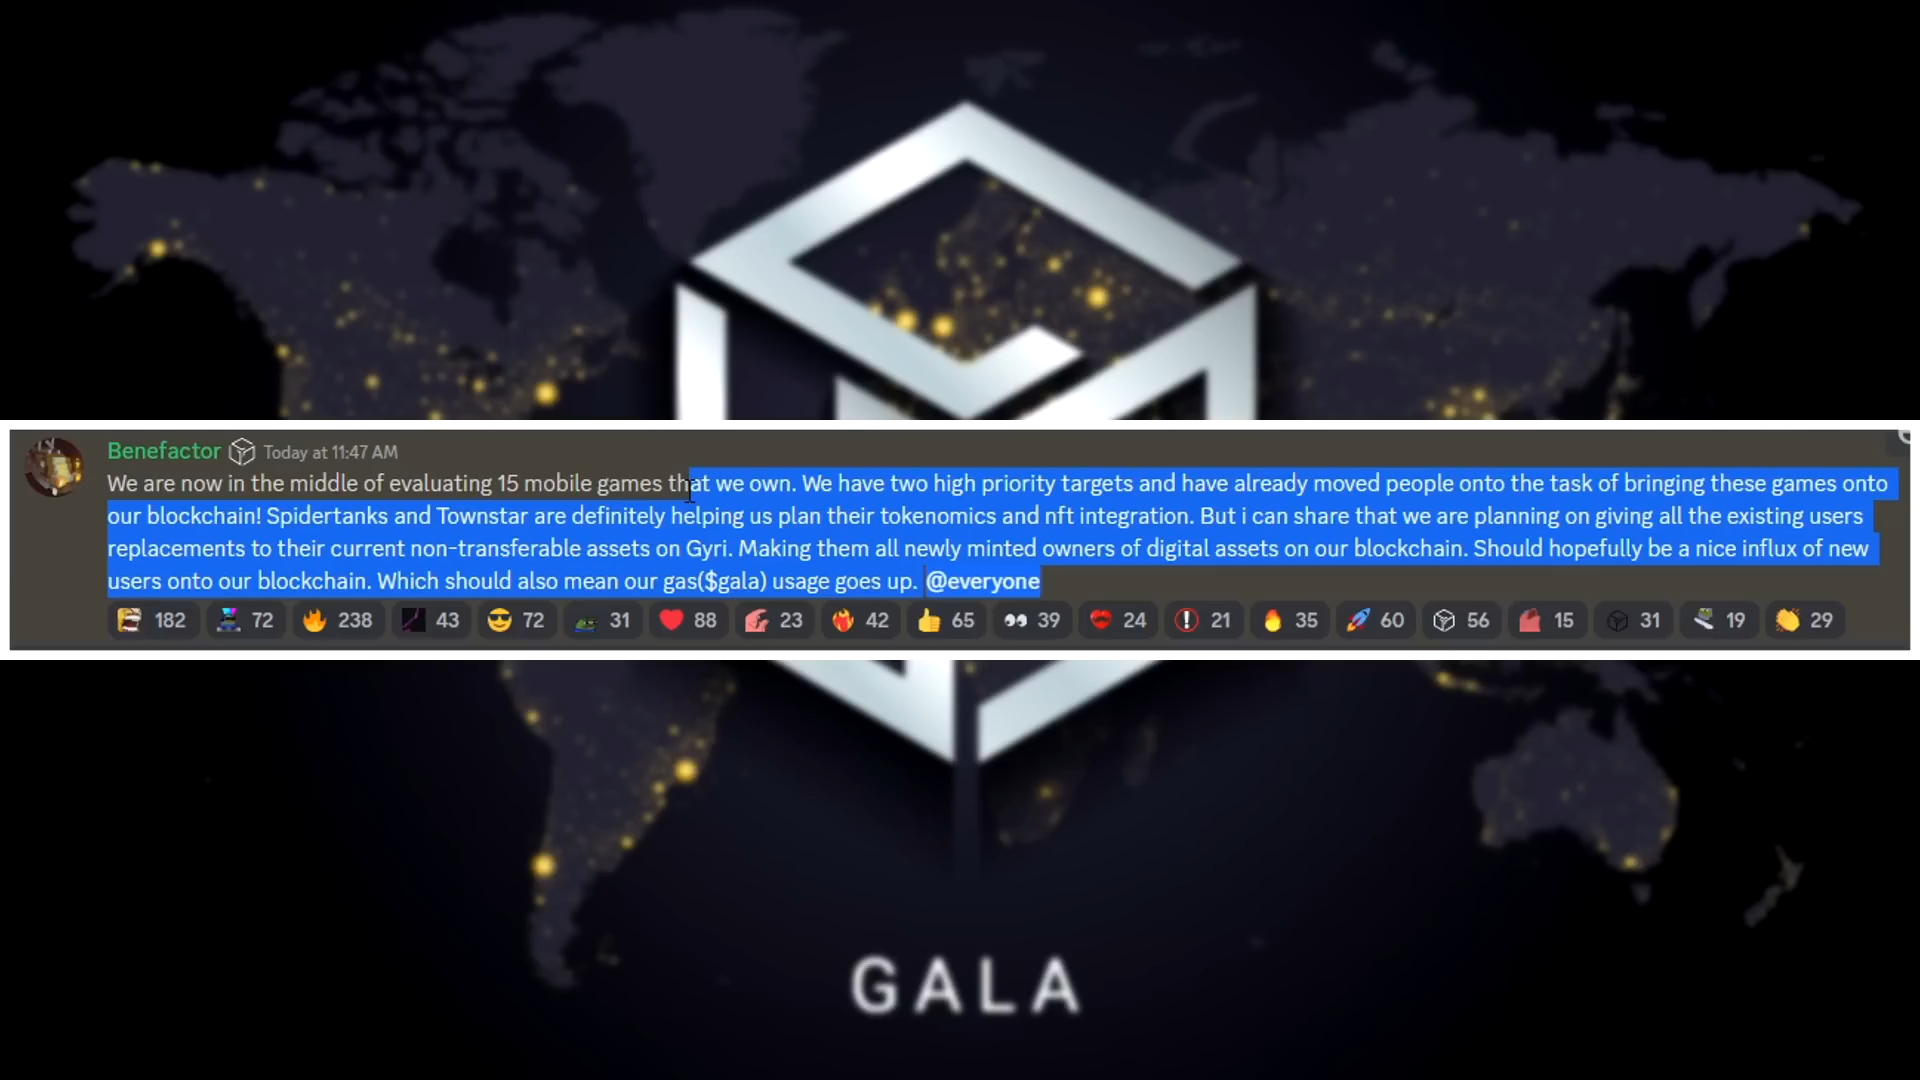 Benefactor Today at 11:47 AM
We are now in the middle of evaluating 15 mobile games that we own. We have two high priority targets and have already moved people onto the task of bringing these games onto
our blockchain! Spidertanks and Townstar are definitely helping us plan their tokenomics and nft integration. But i can share that we are planning on giving all the existing users
replacements to their current non-transferable assets on Gyri. Making them all newly minted owners of digital assets on our blockchain. Should hopefully be a nice influx of new
users onto our blockchain. Which should also mean our gas($gala) usage goes up. @everyone
182 72 238 43 72 31 88 23 42 65 39 24 21 35 60 56 15 31 19 29
GALA